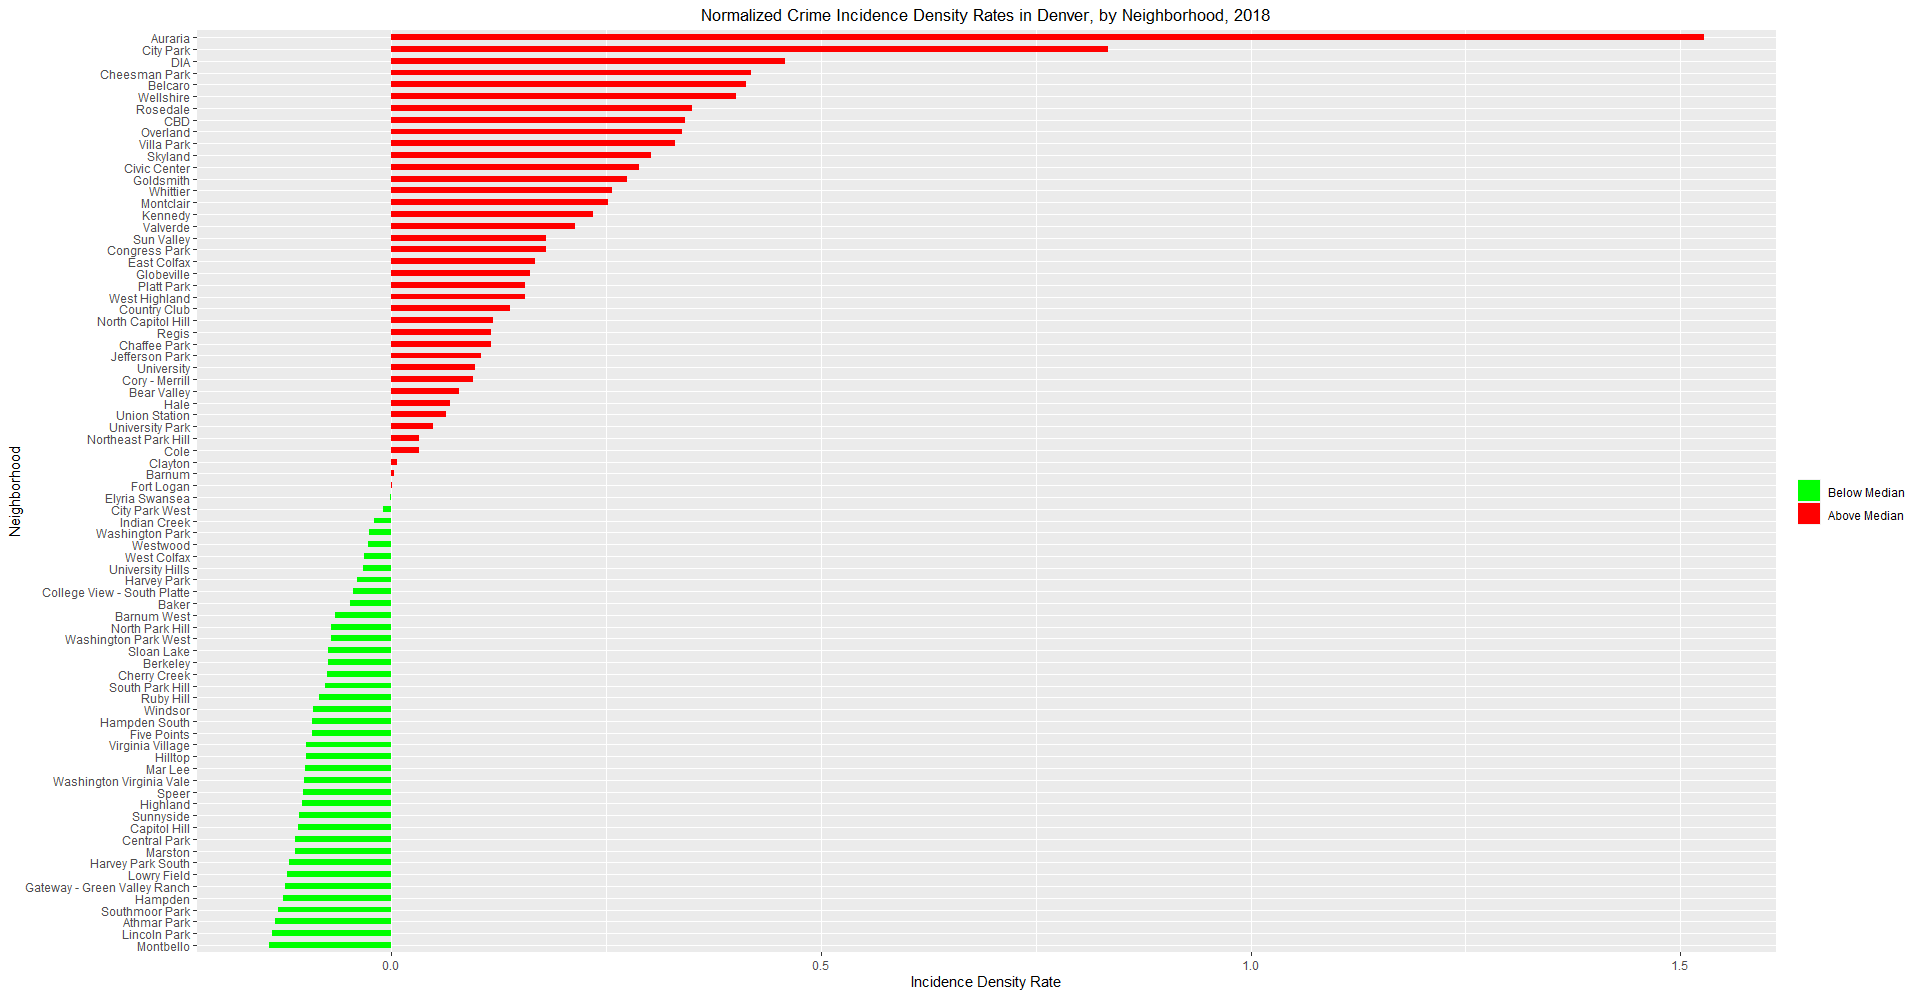 Normalized Crime Incidence Density Rates in Denver, by Neighborhood, 2018
Neighborhood
Auraria
City Park
DIA
Cheesman Park
Belcaro
Wellshire
Rosedale
CBD
Overland
Villa Park
Skyland
Civic Center
Goldsmith
Whittier
Montclair
Kennedy
Valverde
Sun Valley
Congress Park
East Colfax
Globeville
Platt Park
West Highland
Country Club
North Capitol Hill
Regis
Chaffee Park
Jefferson Park
University
Cory - Merrill
Bear Valley
Hale
Union Station
University Park
Northeast Park Hill
Cole
Clayton
Barnum
Fort Logan
Elyria Swansea
City Park West
Indian Creek
Washington Park
Westwood
West Colfax
University Hills
Harvey Park
College View - South Platte
Baker
Barnum West
North Park Hill
Washington Park West
Sloan Lake
Berkeley
Cherry Creek
South Park Hill
Ruby Hill
Windsor
Hampden South
Five Points
Virginia Village
Hilltop
Mar Lee
Washington Virginia Vale
Speer
Highland
Sunnyside
Capitol Hill
Central Park
Marston
Harvey Park South
Lowry Field
Gateway - Green Valley Ranch
Hampden
Southmoor Park
Athmar Park
Lincoln Park
Montbello
0.0 0.5 1.0 1.5
Incidence Density Rate
Below Median
Above Median